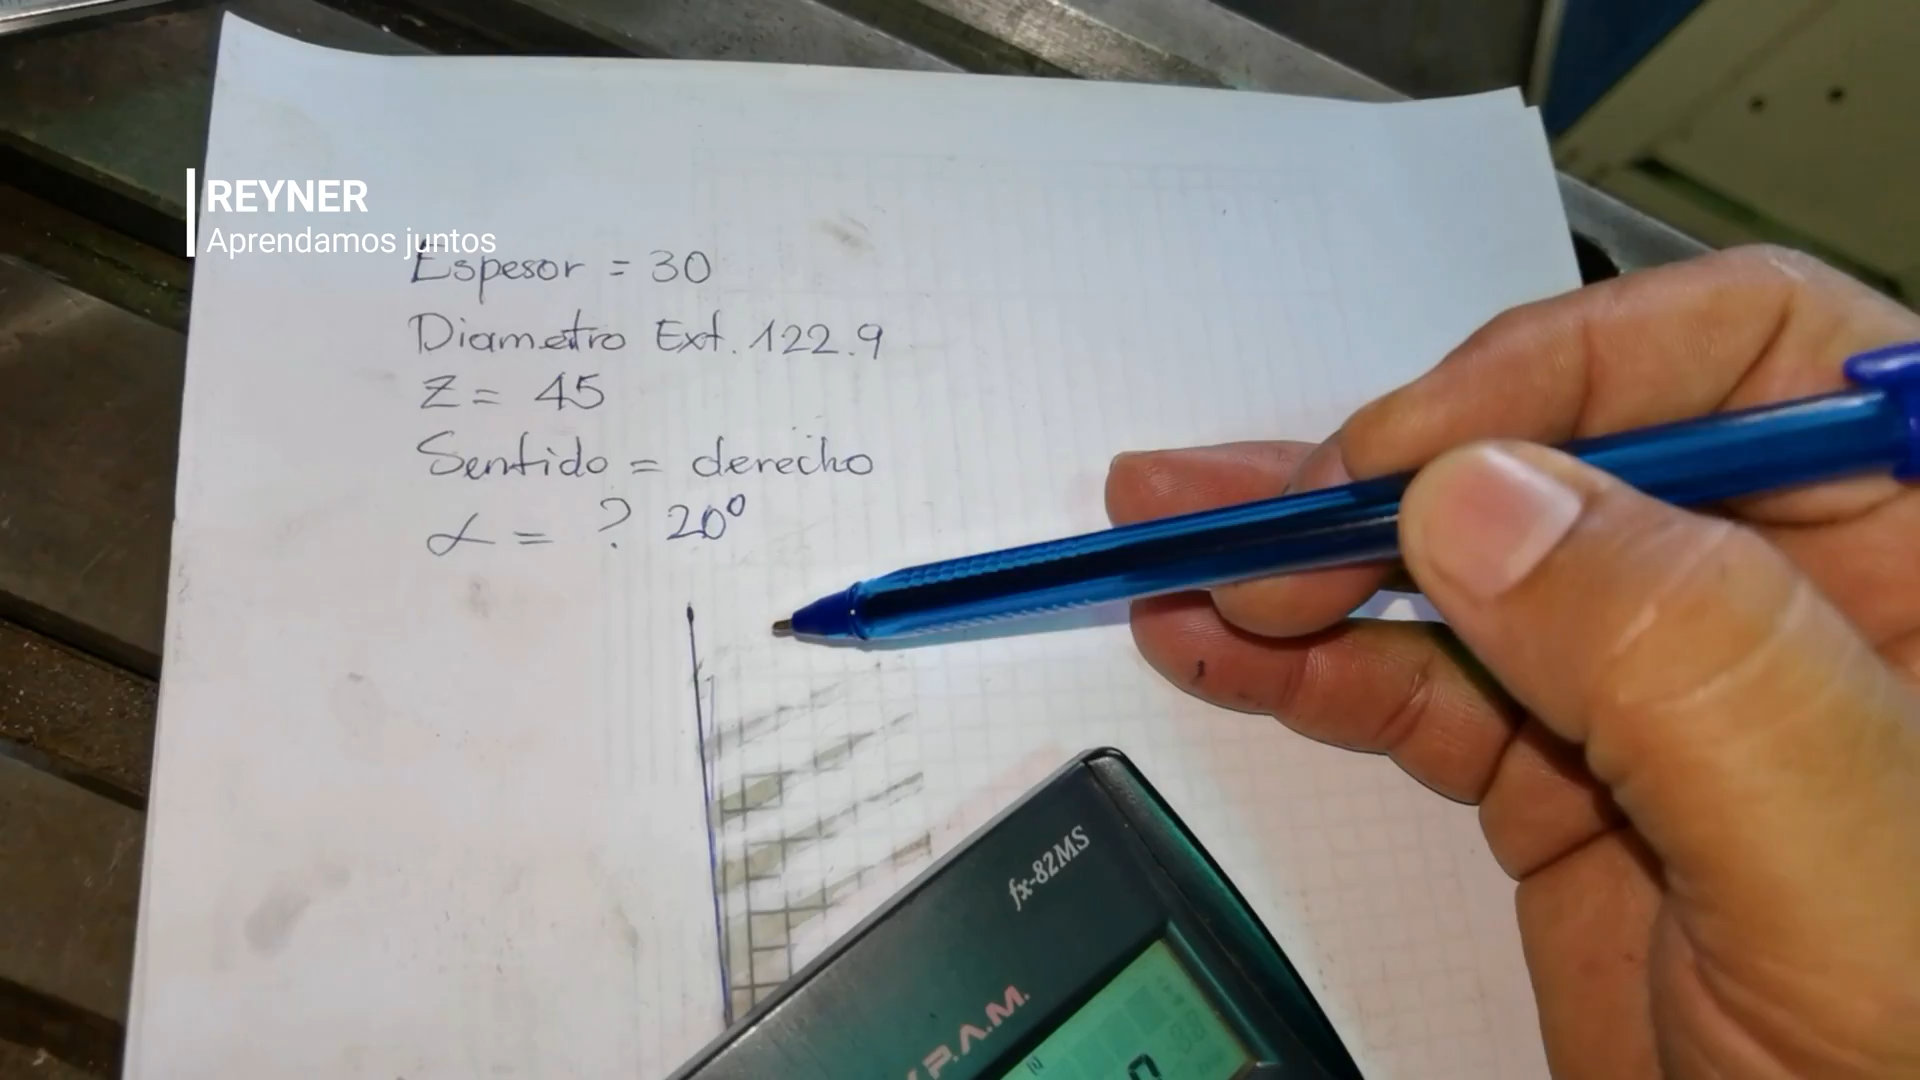 REYNER
Aprendamos juntos
Espesor = 30
Diametro Ext. 122.9
Z = 45
Sentido = derecho
α = ? 20°
fx-82MS
P.A.M.